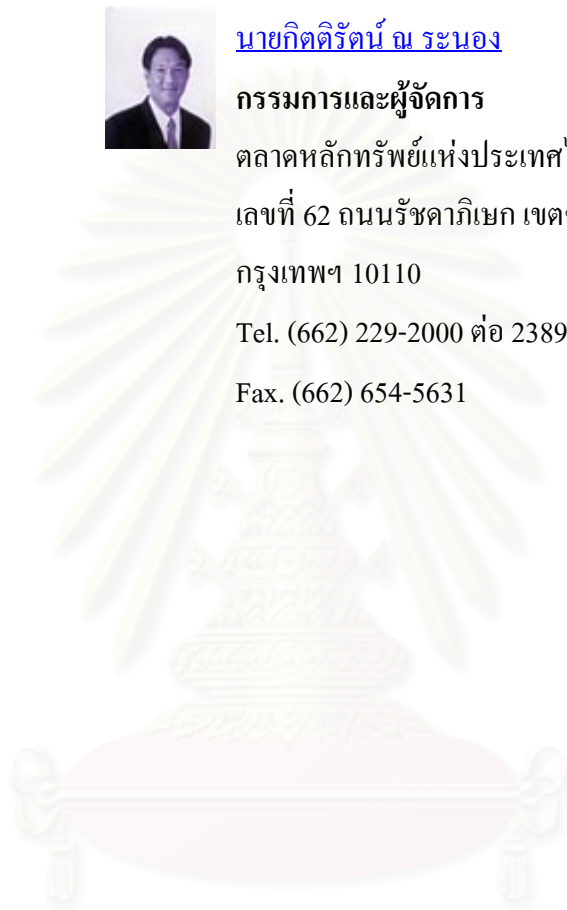 นายกิตติรัตน์ ณ ระนอง
กรรมการและผู้จัดการ
ตลาดหลักทรัพย์แห่งประเทศ
เลขที่ 62 ถนนรัชดาภิเษก เขต
กรุงเทพฯ 10110
Tel. (662) 229-2000 ต่อ 2389
Fax. (662) 654-5631